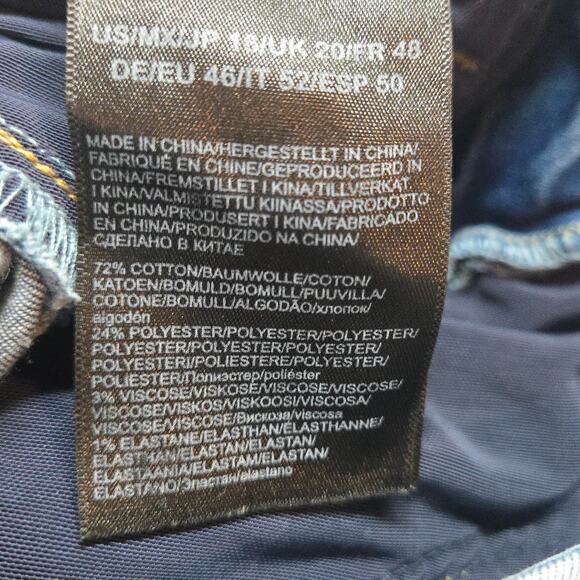 US/MX/JP 18/UK 20/FR 48
DE/EU 46/IT 52/ESP 50
MADE IN CHINA/HERGESTELLT IN CHINA/
FABRIQUÉ EN CHINE/GEPRODUCEERD IN
CHINA/FREMSTILLET I KINA/TILLVERKAT
I KINA/VALMISTETTU KIINASSA/PRODOTTO
IN CHINA/PRODUSERT I KINA/FABRICADO
EN CHINA/PRODUZIDO NA CHINA/
СДЕЛАНО В КИТАЕ
72% COTTON/BAUMWOLLE/COTON/
KATOEN/BOMULD/BOMULL/PUUVILLA/
COTONE/BOMULL/ALGODÃO/хлопок/
algodón
24% POLYESTER/POLYESTER/POLYESTER/
POLYESTER/POLYESTER/POLYESTER/
POLYESTERI/POLIESTERE/POLYESTER/
POLIÉSTER/Полиэстер/poliéster
3% VISCOSE/VISKOSE/VISCOSE/VISCOSE/
VISCOSE/VISKOS/VISKOOSI/VISCOSA/
VISCOSE/VISCOSE/Вискоза/viscosa
1% ELASTANE/ELASTHAN/ÉLASTHANNE/
ELASTHAN/ELASTAN/ELASTAN/
ELASTAANIA/ELASTAM/ELASTAN/
ELASTANO/Эластан/elastano